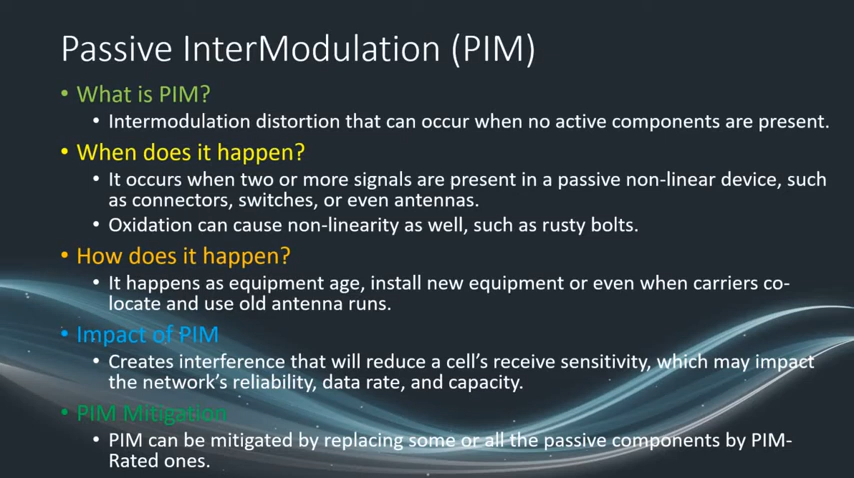 Passive InterModulation (PIM)
• What is PIM?
• Intermodulation distortion that can occur when no active components are present.
• When does it happen?
• It occurs when two or more signals are present in a passive non-linear device, such
as connectors, switches, or even antennas.
• Oxidation can cause non-linearity as well, such as rusty bolts.
• How does it happen?
• It happens as equipment age, install new equipment or even when carriers co-
locate and use old antenna runs.
• Impact of PIM
• Creates interference that will reduce a cell's receive sensitivity, which may impact
the network's reliability, data rate, and capacity.
• PIM Mitigation
• PIM can be mitigated by replacing some or all the passive components by PIM-
Rated ones.